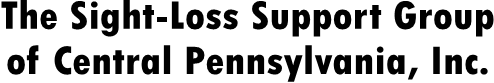 The Sight-Loss Support Group
of Central Pennsylvania, Inc.